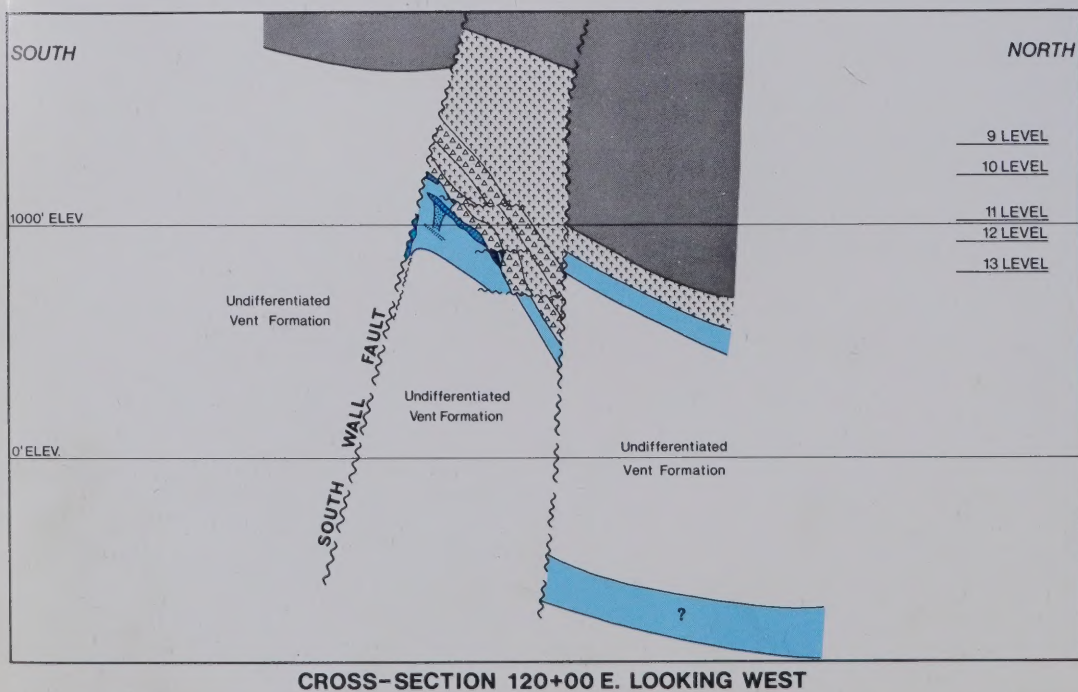 SOUTH
NORTH
9 LEVEL
10 LEVEL
11 LEVEL
1000' ELEV
12 LEVEL
13 LEVEL
Undifferentiated
Vent Formation
SOUTH WALL FAULT
Undifferentiated
Vent Formation
Undifferentiated
Vent Formation
0' ELEV.
?
CROSS-SECTION 120+00 E. LOOKING WEST